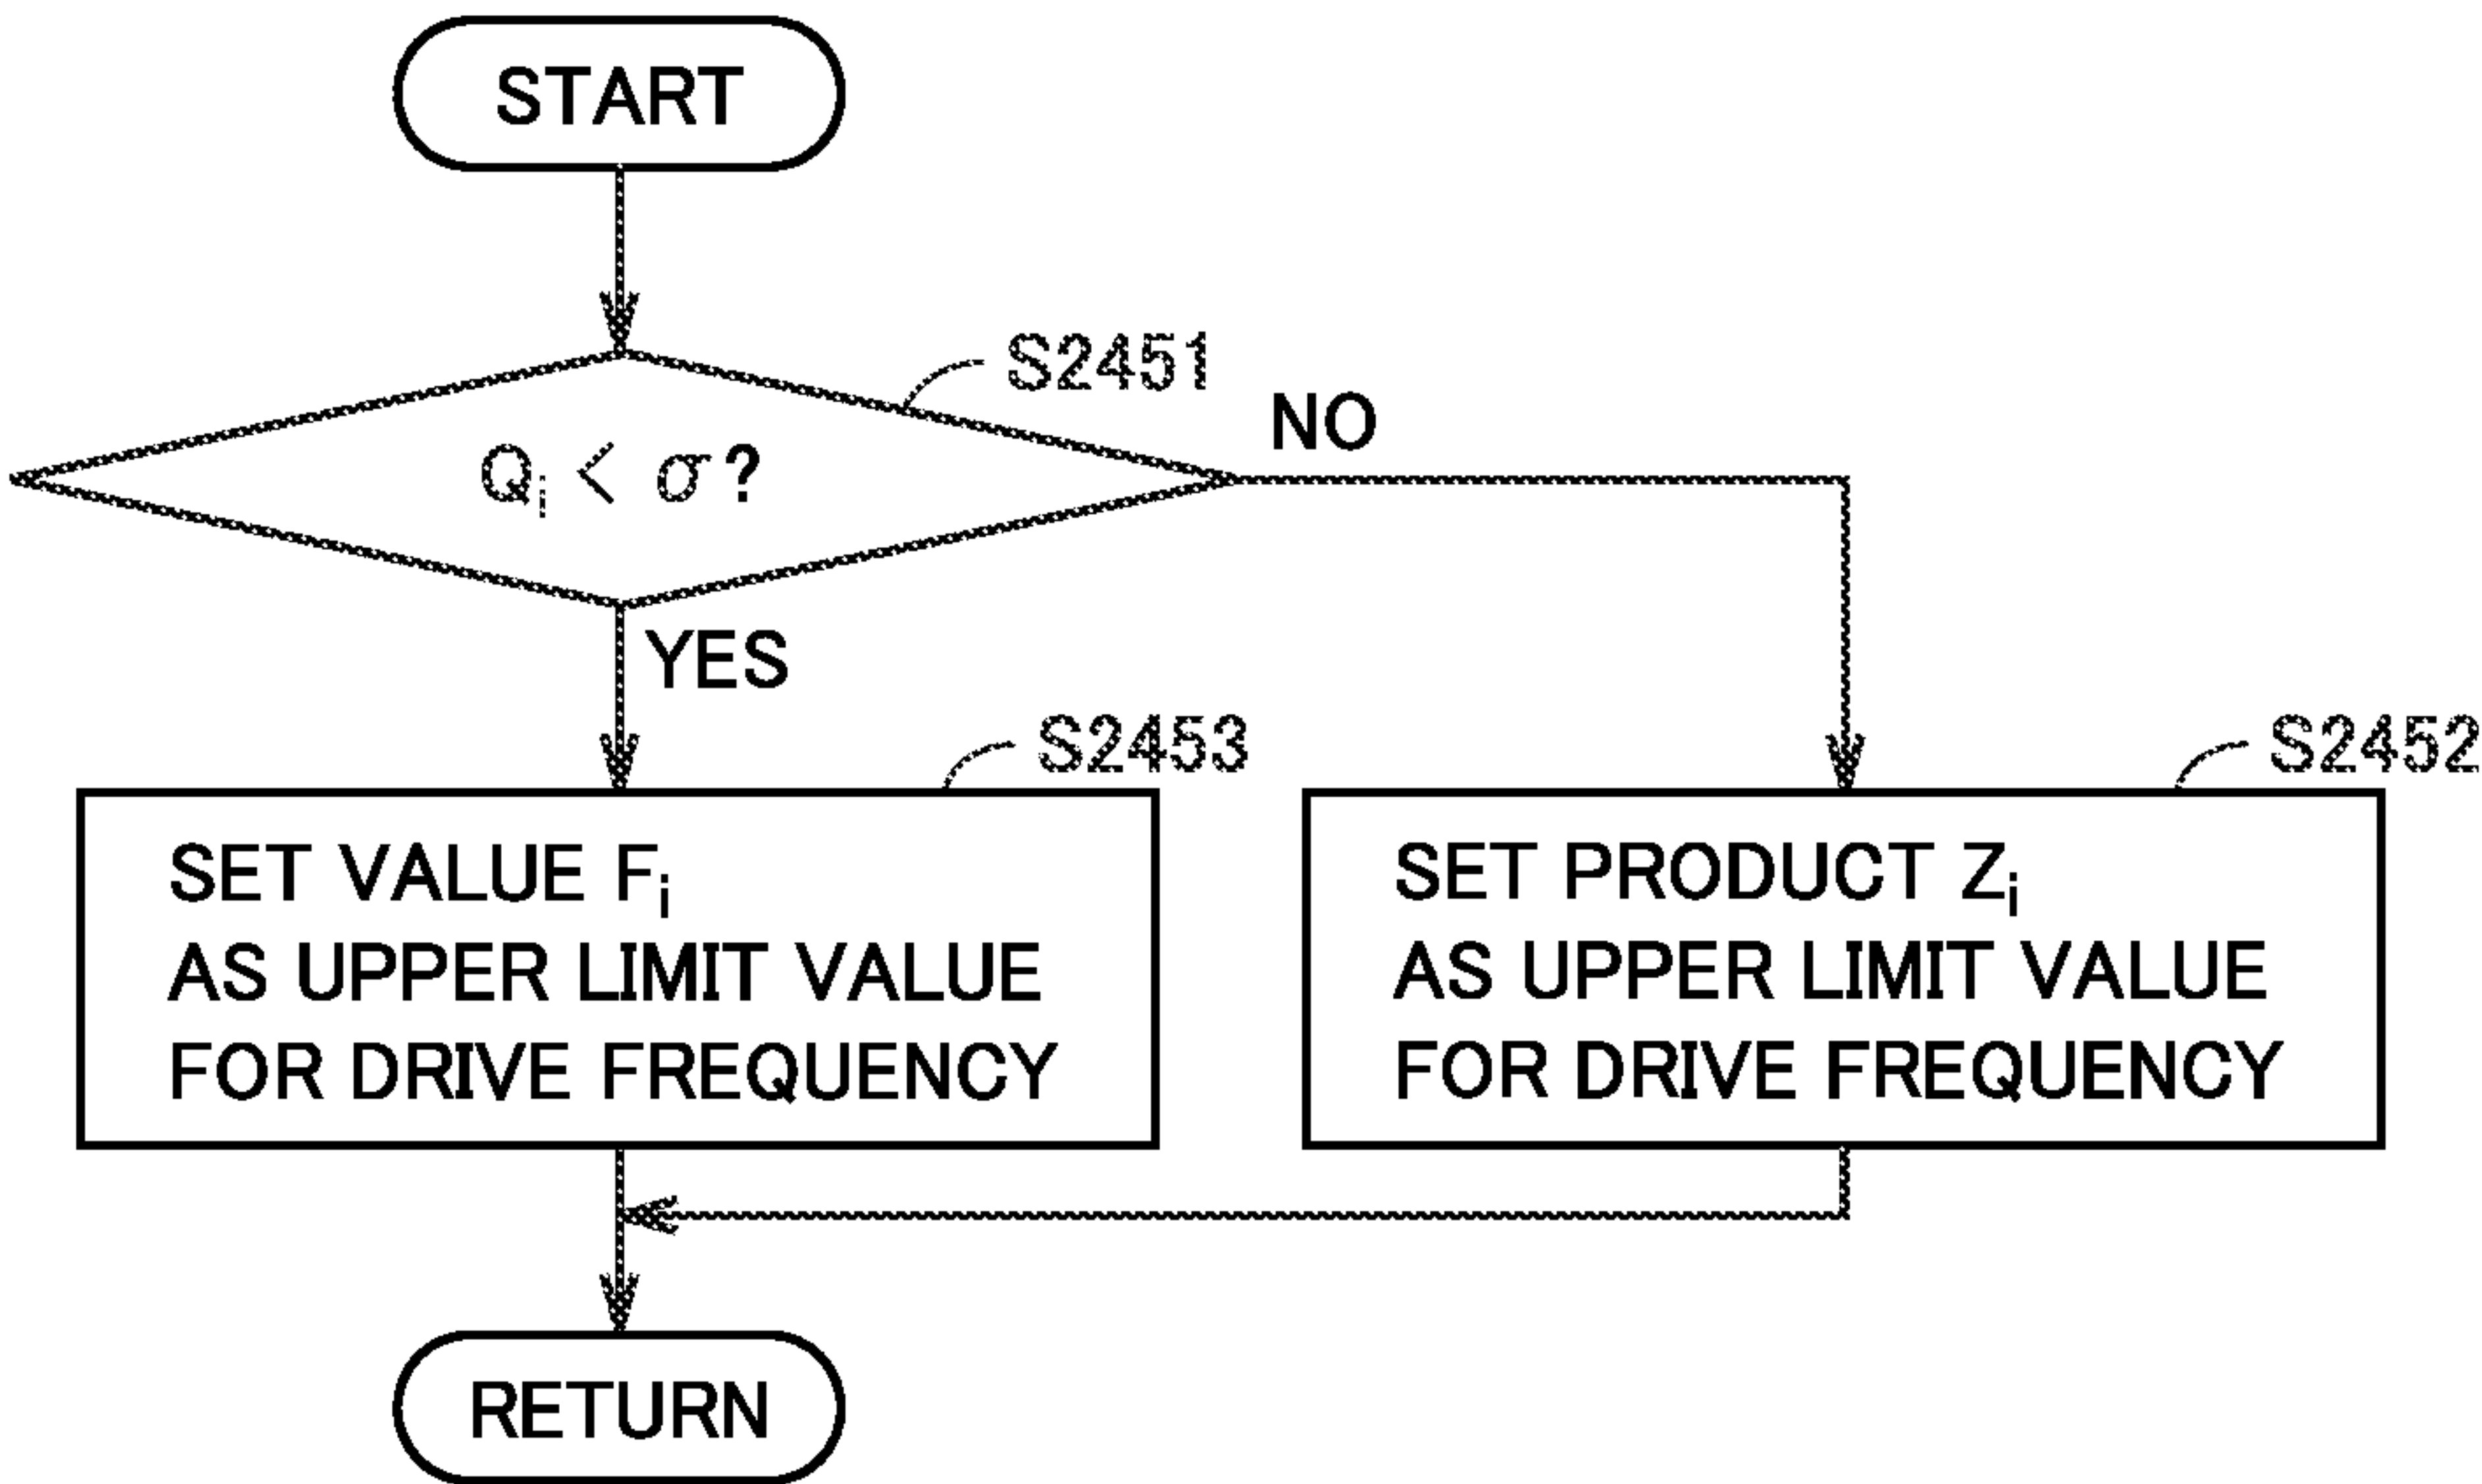 START
S2451
Qi < σ?
NO
YES
S2453
SET VALUE Fi
AS UPPER LIMIT VALUE
FOR DRIVE FREQUENCY
S2452
SET PRODUCT Zi
AS UPPER LIMIT VALUE
FOR DRIVE FREQUENCY
RETURN